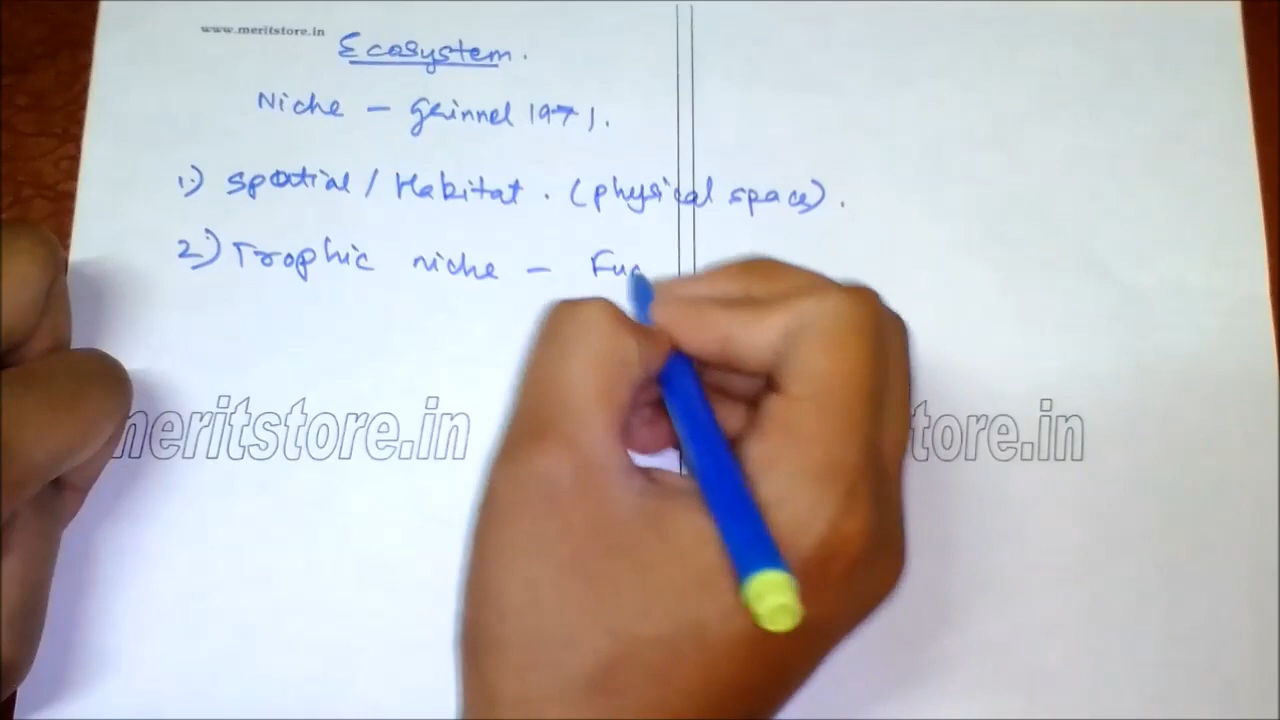 www.meritstore.in
Ecosystem.
Niche - Grinnel 1971.
1.) Spatial / Habitat. (physical space).
2.) Trophic niche - Fu
meritstore.in
tore.in